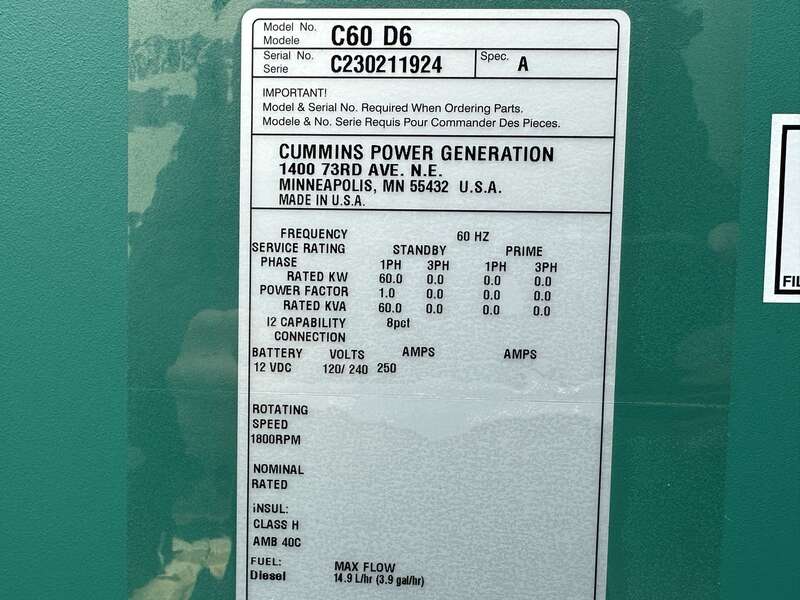 Model No. C60 D6
Modele
Serial No. C230211924 Spec. A
Serie
IMPORTANT!
Model & Serial No. Required When Ordering Parts.
Modele & No. Serie Requis Pour Commander Des Pieces.
CUMMINS POWER GENERATION
1400 73RD AVE. N.E.
MINNEAPOLIS, MN 55432 U.S.A.
MADE IN U.S.A.
FREQUENCY 60 HZ
SERVICE RATING STANDBY PRIME
PHASE 1PH 3PH 1PH 3PH
RATED KW 60.0 0.0 0.0 0.0
POWER FACTOR 1.0 0.0 0.0 0.0
RATED KVA 60.0 0.0 0.0 0.0
I2 CAPABILITY 8pct
CONNECTION
BATTERY VOLTS AMPS AMPS
12 VDC 120/ 240 250
ROTATING
SPEED
1800RPM
NOMINAL
RATED
iNSUL:
CLASS H
AMB 40C
FUEL: MAX FLOW
Diesel 14.9 L/hr (3.9 gal/hr)